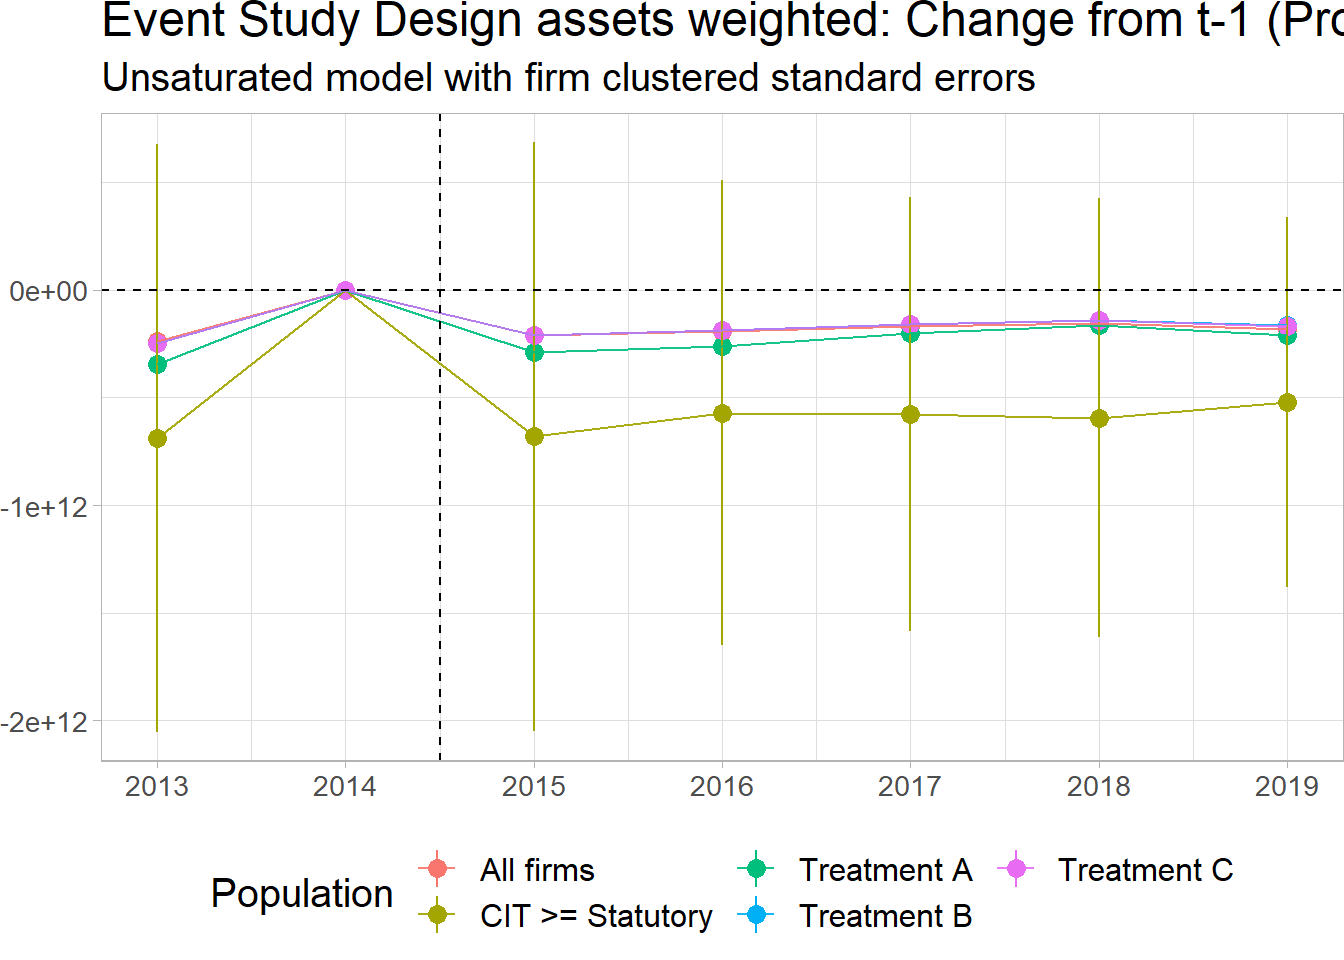 Event Study Design assets weighted: Change from t-1 (Pro
Unsaturated model with firm clustered standard errors
0e+00
-1e+12
-2e+12
2013 2014 2015 2016 2017 2018 2019
Population
All firms
CIT >= Statutory
Treatment A
Treatment B
Treatment C